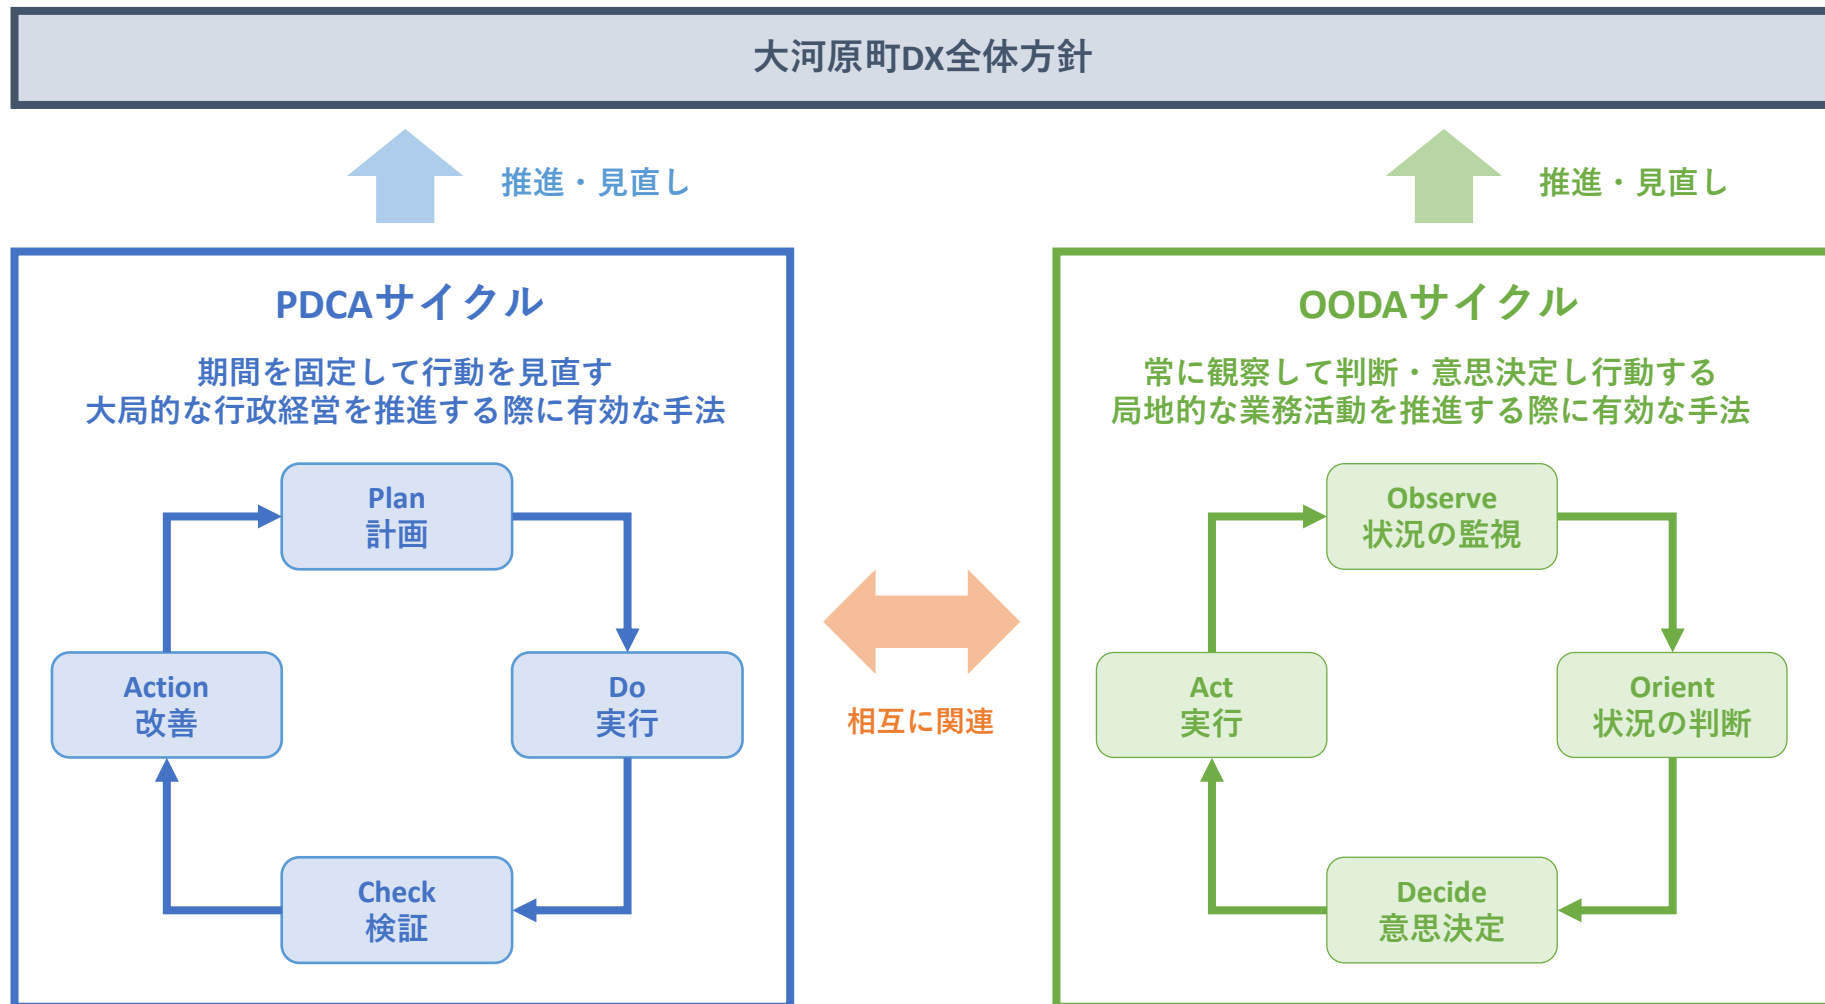 大河原町DX全体方針
推進・見直し
推進・見直し
PDCAサイクル
期間を固定して行動を見直す
大局的な行政経営を推進する際に有効な手法
Plan
計画
Do
実行
Check
検証
Action
改善
相互に関連
OODAサイクル
常に観察して判断・意思決定し行動する
局地的な業務活動を推進する際に有効な手法
Observe
状況の監視
Orient
状況の判断
Decide
意思決定
Act
実行